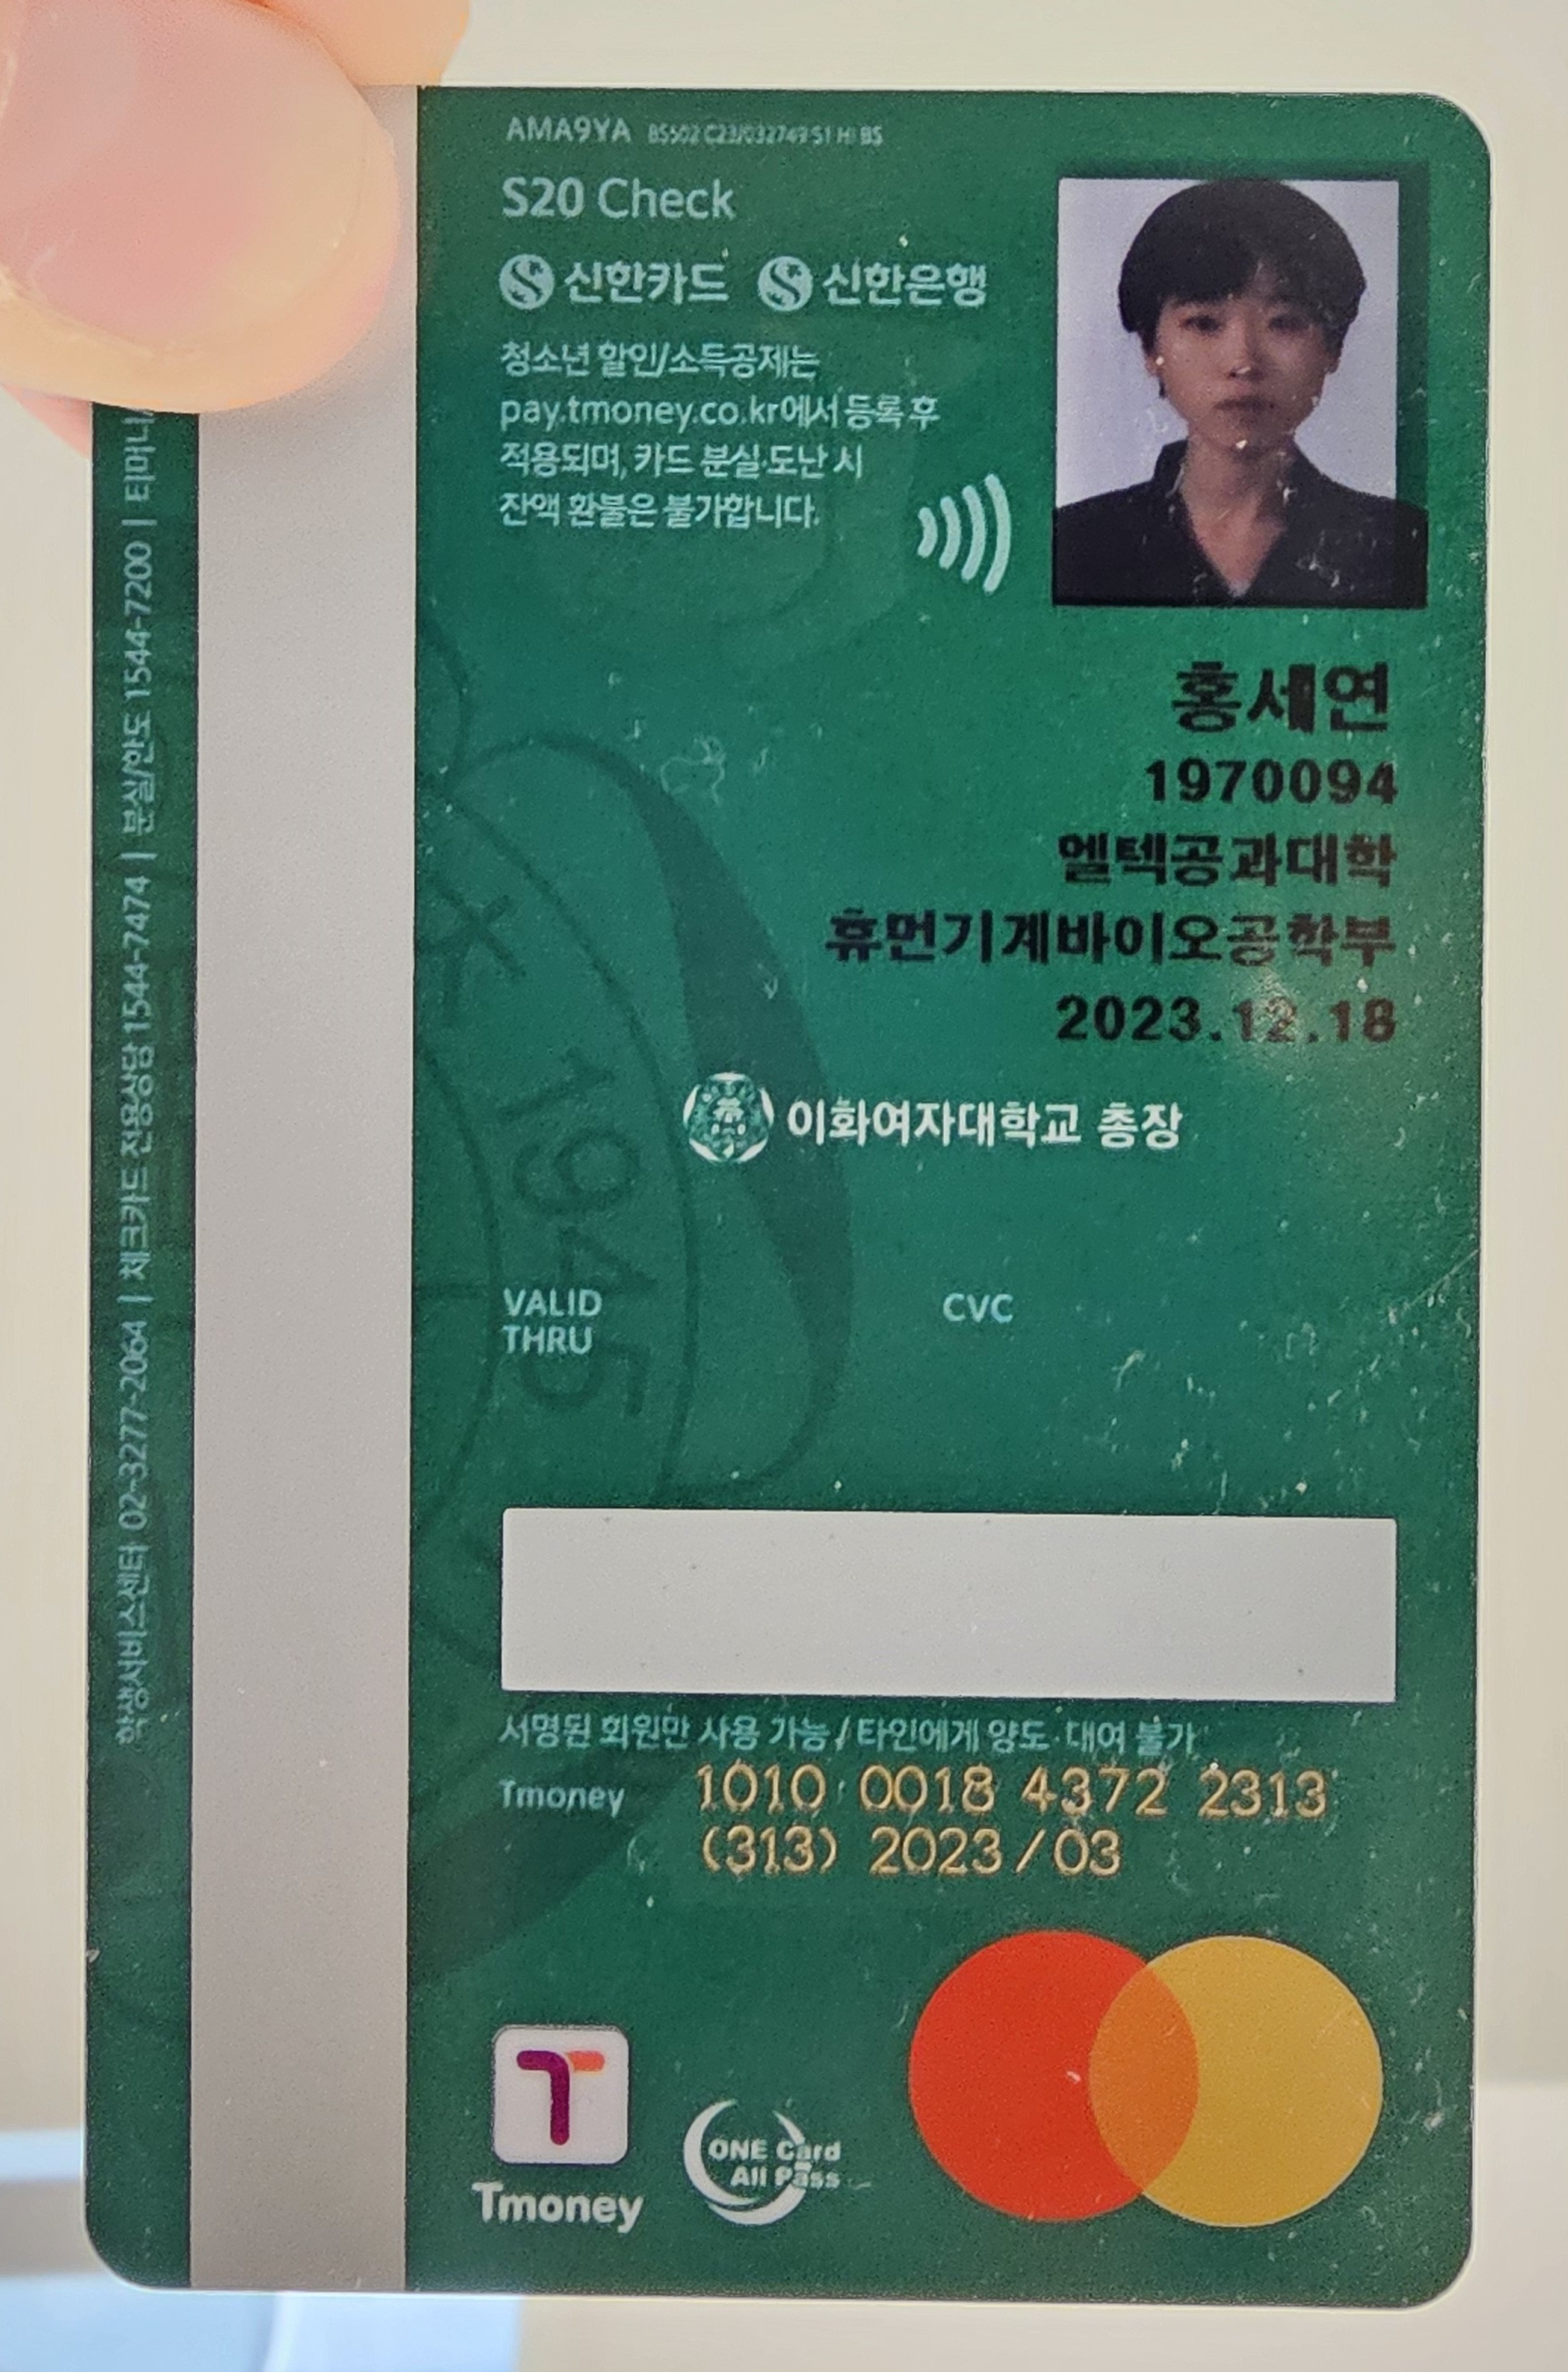 AMA9YA BS502 C23/032749 S1 HI BS
S20 Check
신한카드 신한은행
청소년 할인/소득공제는
pay.tmoney.co.kr에서 등록 후
적용되며, 카드 분실·도난 시
잔액 환불은 불가합니다.
홍세연
1970094
엘텍공과대학
휴먼기계바이오공학부
2023.12.18
이화여자대학교 총장
1945
VALID
THRU
CVC
서명된 회원만 사용 가능 / 타인에게 양도·대여 불가
Tmoney 1010 0018 4372 2313
(313) 2023/03
Tmoney
ONE Card
All Pass
학생서비스센터 02-3277-2064 | 체크카드 전용상담 1544-7474 | 분실/한도 1544-7200 | 티머니